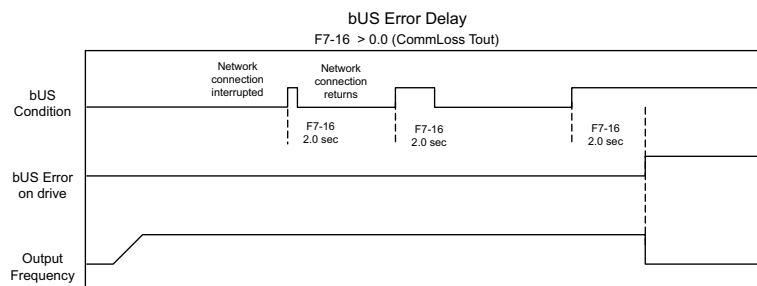 bUS Error Delay
F7-16 > 0.0 (CommLoss Tout)
Network
connection
interrupted
Network
connection
returns
bUS
Condition
F7-16
2.0 sec
F7-16
2.0 sec
F7-16
2.0 sec
bUS Error
on drive
Output
Frequency